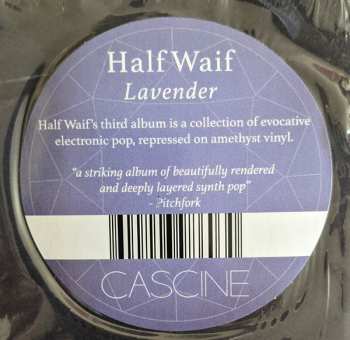 Half Waif
Lavender
Half Waif's third album is a collection of evocative
electronic pop, repressed on amethyst vinyl.
"a striking album of beautifully rendered
and deeply layered synth pop"
- Pitchfork
CASCINE